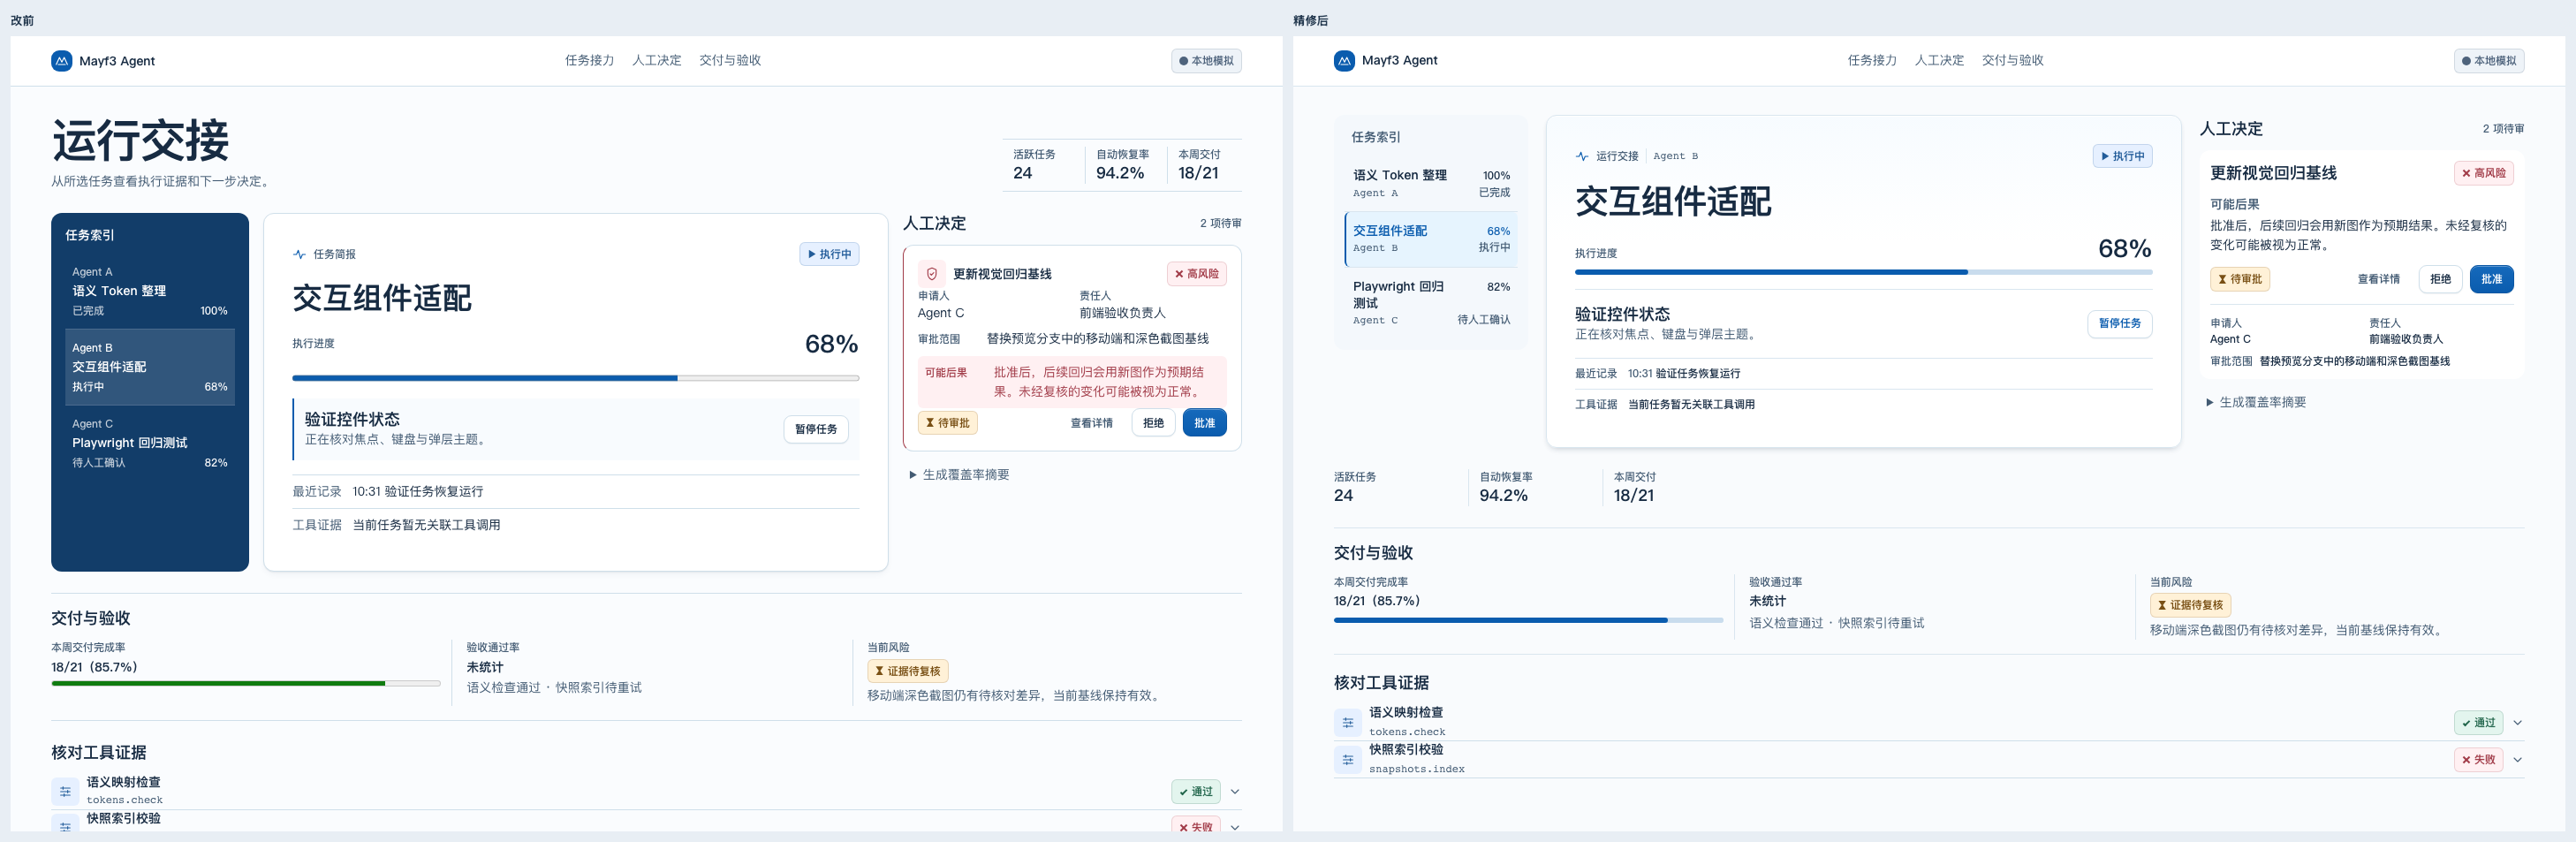 改前
Mayf3 Agent
任务接力 人工决定 交付与验收
本地模拟
运行交接
从所选任务查看执行证据和下一步决定。
活跃任务 自动恢复率 本周交付
24 94.2% 18/21
任务索引
Agent A
语义 Token 整理
已完成 100%
Agent B
交互组件适配
执行中 68%
Agent C
Playwright 回归测试
待人工确认 82%
任务简报
执行中
交互组件适配
执行进度 68%
验证控件状态
正在核对焦点、键盘与弹层主题。
暂停任务
最近记录 10:31 验证任务恢复运行
工具证据 当前任务暂无关联工具调用
人工决定 2 项待审
更新视觉回归基线 高风险
申请人 责任人
Agent C 前端验收负责人
审批范围 替换预览分支中的移动端和深色截图基线
可能后果 批准后，后续回归会用新图作为预期结
果。未经复核的变化可能被视为正常。
待审批 查看详情 拒绝 批准
生成覆盖率摘要
交付与验收
本周交付完成率
18/21（85.7%）
验收通过率
未统计
语义检查通过 · 快照索引待重试
当前风险
证据待复核
移动端深色截图仍有待核对差异，当前基线保持有效。
核对工具证据
语义映射检查
tokens.check
通过
快照索引校验
失败
精修后
Mayf3 Agent
任务接力 人工决定 交付与验收
本地模拟
任务索引
语义 Token 整理 100%
Agent A 已完成
交互组件适配 68%
Agent B 执行中
Playwright 回归 82%
测试
Agent C 待人工确认
运行交接 Agent B
执行中
交互组件适配
执行进度 68%
验证控件状态
正在核对焦点、键盘与弹层主题。
暂停任务
最近记录 10:31 验证任务恢复运行
工具证据 当前任务暂无关联工具调用
人工决定 2 项待审
更新视觉回归基线 高风险
可能后果
批准后，后续回归会用新图作为预期结果。未经复核的
变化可能被视为正常。
待审批 查看详情 拒绝 批准
申请人 责任人
Agent C 前端验收负责人
审批范围 替换预览分支中的移动端和深色截图基线
生成覆盖率摘要
活跃任务 自动恢复率 本周交付
24 94.2% 18/21
交付与验收
本周交付完成率
18/21（85.7%）
验收通过率
未统计
语义检查通过 · 快照索引待重试
当前风险
证据待复核
移动端深色截图仍有待核对差异，当前基线保持有效。
核对工具证据
语义映射检查
tokens.check
通过
快照索引校验
snapshots.index
失败